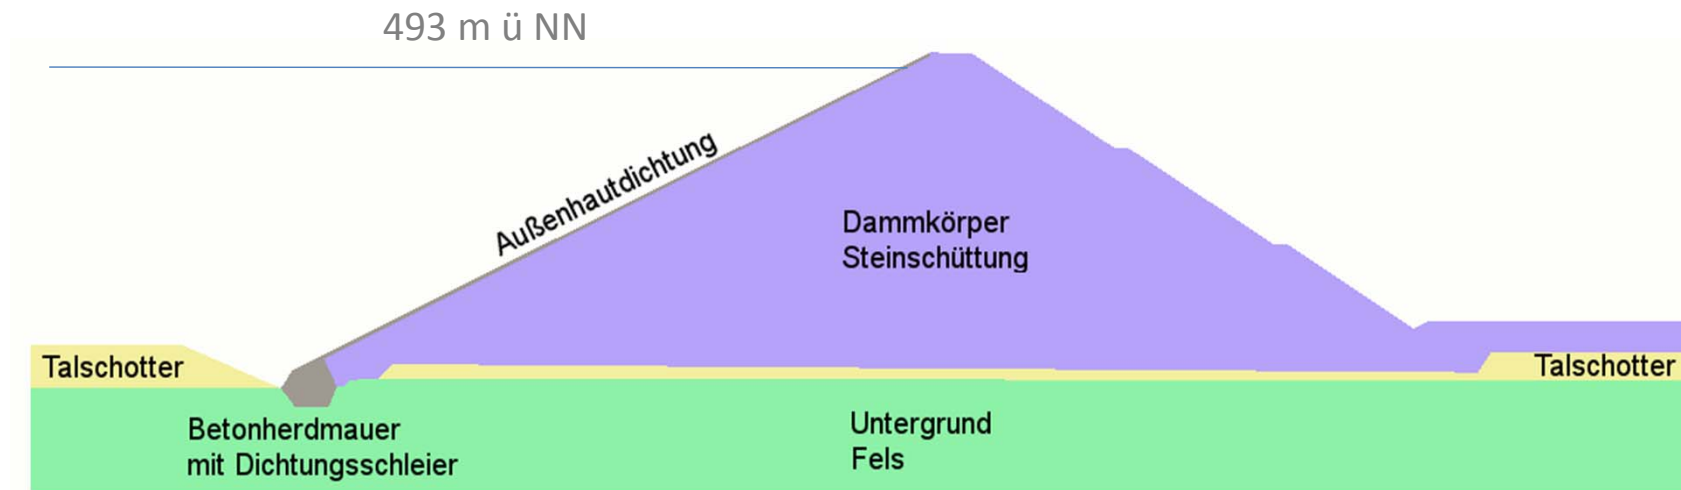 493 m ü NN
Außenhautdichtung
Dammkörper
Steinschüttung
Talschotter
Talschotter
Betonherdmauer
mit Dichtungsschleier
Untergrund
Fels